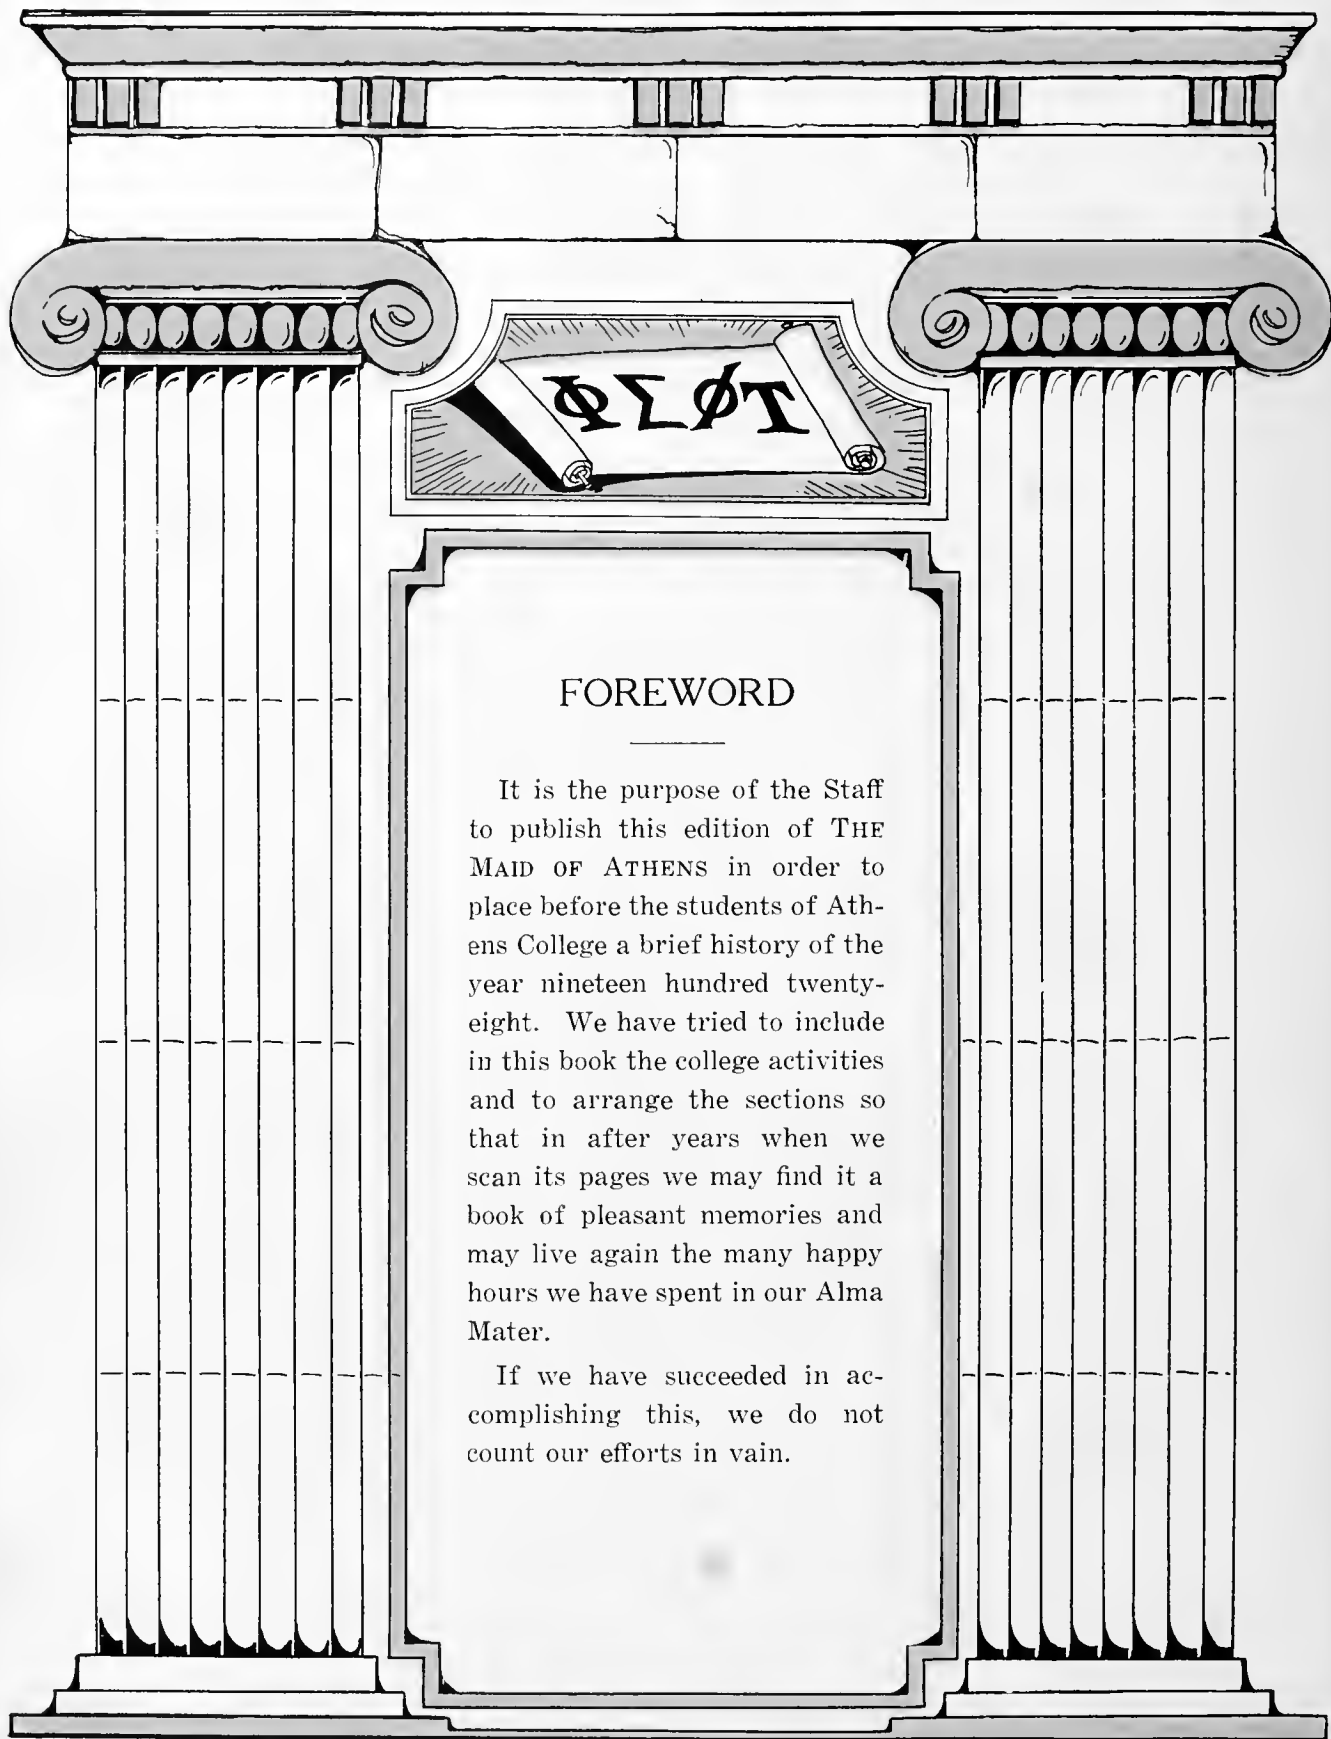 ΦΣØT
FOREWORD
It is the purpose of the Staff
to publish this edition of THE
MAID OF ATHENS in order to
place before the students of Ath-
ens College a brief history of the
year nineteen hundred twenty-
eight. We have tried to include
in this book the college activities
and to arrange the sections so
that in after years when we
scan its pages we may find it a
book of pleasant memories and
may live again the many happy
hours we have spent in our Alma
Mater.
If we have succeeded in ac-
complishing this, we do not
count our efforts in vain.